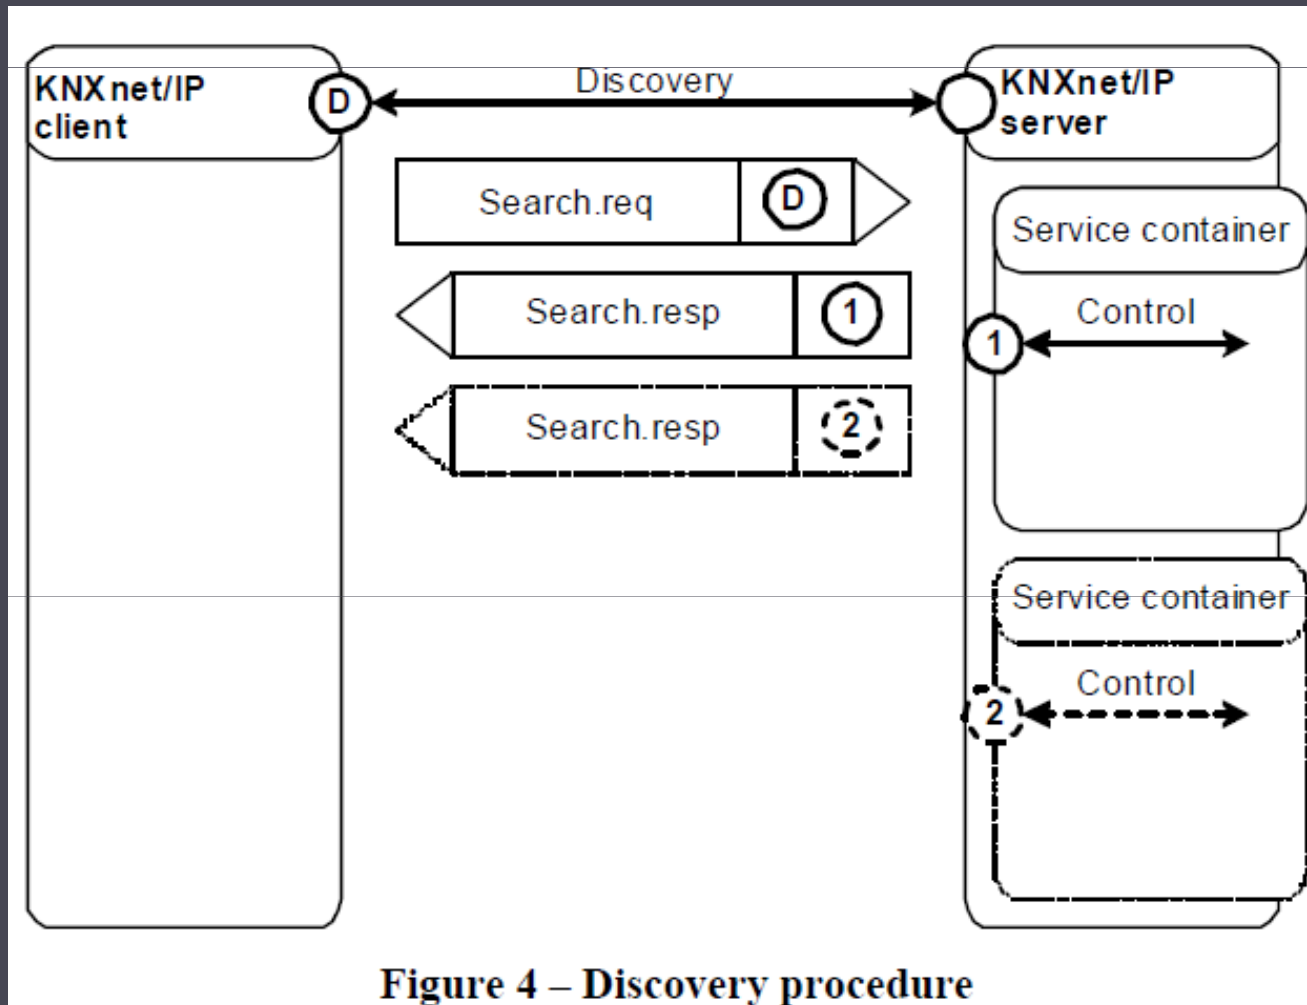 KNXnet/IP
client
D
Discovery
KNXnet/IP
server
Search.req
D
Service container
Search.resp
1
Control
1
Search.resp
2
Service container
Control
2
Figure 4 – Discovery procedure